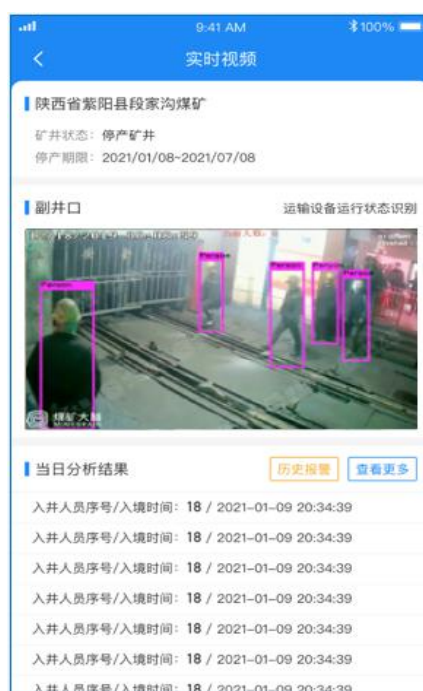 9:41 AM 100%
实时视频
陕西省紫阳县段家沟煤矿
矿井状态：停产矿井
停产期限：2021/01/08~2021/07/08
副井口 运输设备运行状态识别
Person
Person
Person
Person
Person
煤矿大脑
当日分析结果 历史报警 查看更多
入井人员序号/入境时间：18 / 2021-01-09 20:34:39
入井人员序号/入境时间：18 / 2021-01-09 20:34:39
入井人员序号/入境时间：18 / 2021-01-09 20:34:39
入井人员序号/入境时间：18 / 2021-01-09 20:34:39
入井人员序号/入境时间：18 / 2021-01-09 20:34:39
入井人员序号/入境时间：18 / 2021-01-09 20:34:39
入井人员序号/入境时间：18 / 2021-01-09 20:34:39